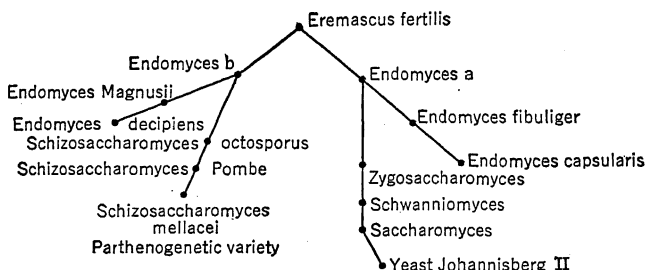 Eremascus fertilis
Endomyces b
Endomyces a
Endomyces Magnusii
Endomyces decipiens
Endomyces fibuliger
Schizosaccharomyces octosporus
Endomyces capsularis
Schizosaccharomyces Pombe
Zygosaccharomyces
Schwanniomyces
Schizosaccharomyces
mellacei
Parthenogenetic variety
Saccharomyces
Yeast Johannisberg II